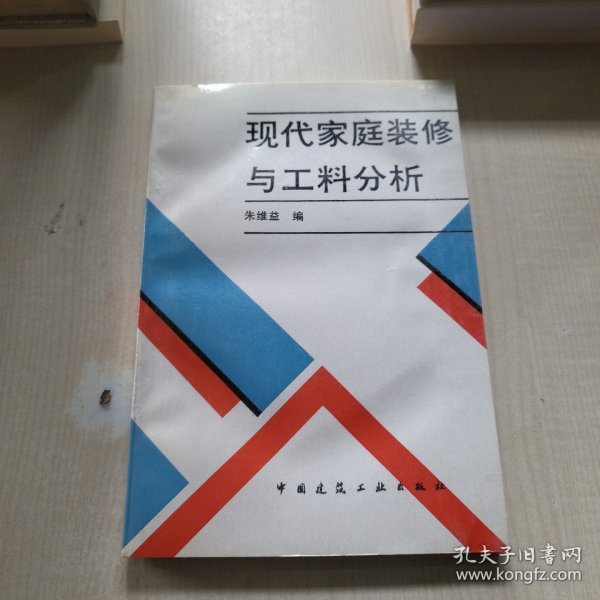 现代家庭装修
与工料分析
朱维益 编
中国建筑工业出版社
孔夫子旧书网
www.kongfz.com